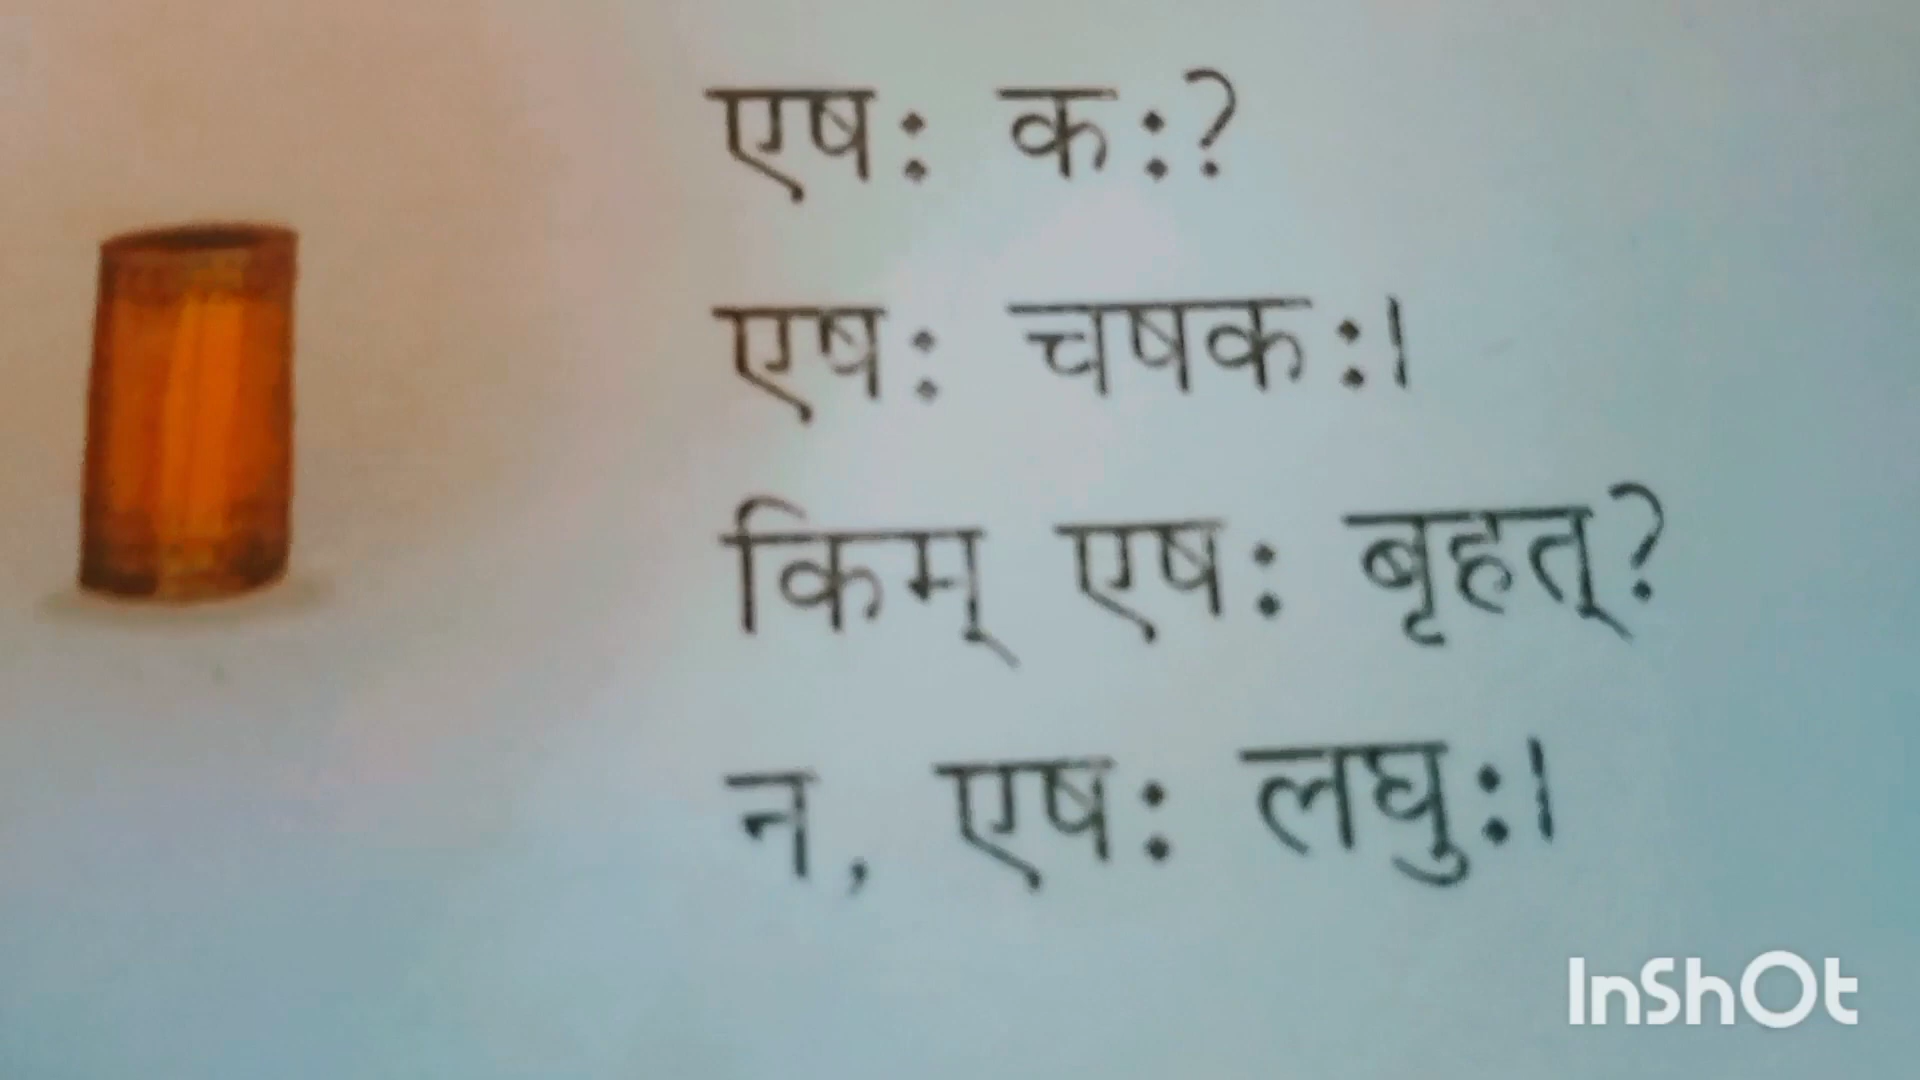 एषः कः?
एषः चषकः।
किम् एषः बृहत्?
न, एषः लघुः।
InShOt